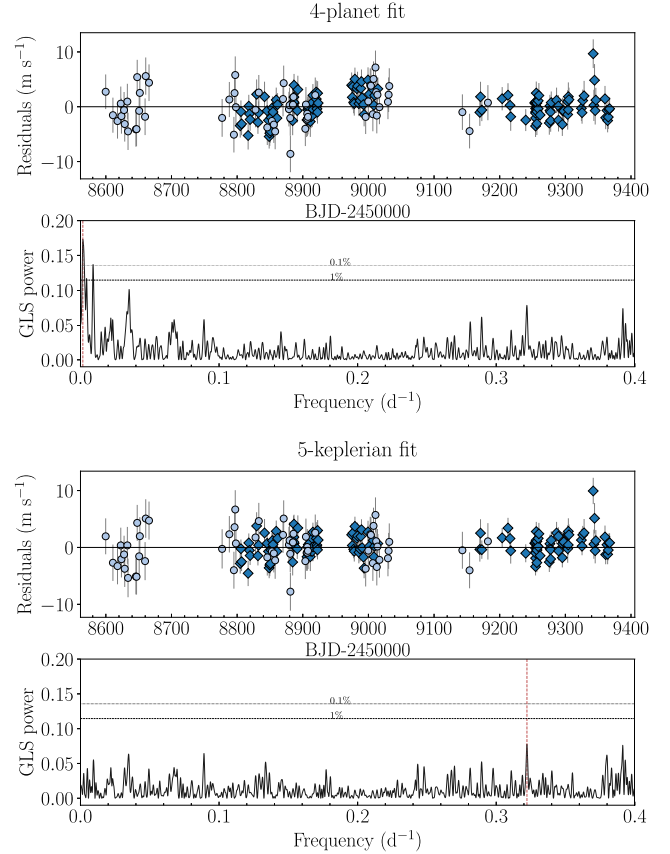 4-planet fit
10
0
−10
Residuals (m s⁻¹)
8600 8700 8800 8900 9000 9100 9200 9300 9400
BJD-2450000
0.20
0.15
0.10
0.05
0.00
GLS power
0.1%
1%
0.0 0.1 0.2 0.3 0.4
Frequency (d⁻¹)
5-keplerian fit
10
0
−10
Residuals (m s⁻¹)
8600 8700 8800 8900 9000 9100 9200 9300 9400
BJD-2450000
0.20
0.15
0.10
0.05
0.00
GLS power
0.1%
1%
0.0 0.1 0.2 0.3 0.4
Frequency (d⁻¹)